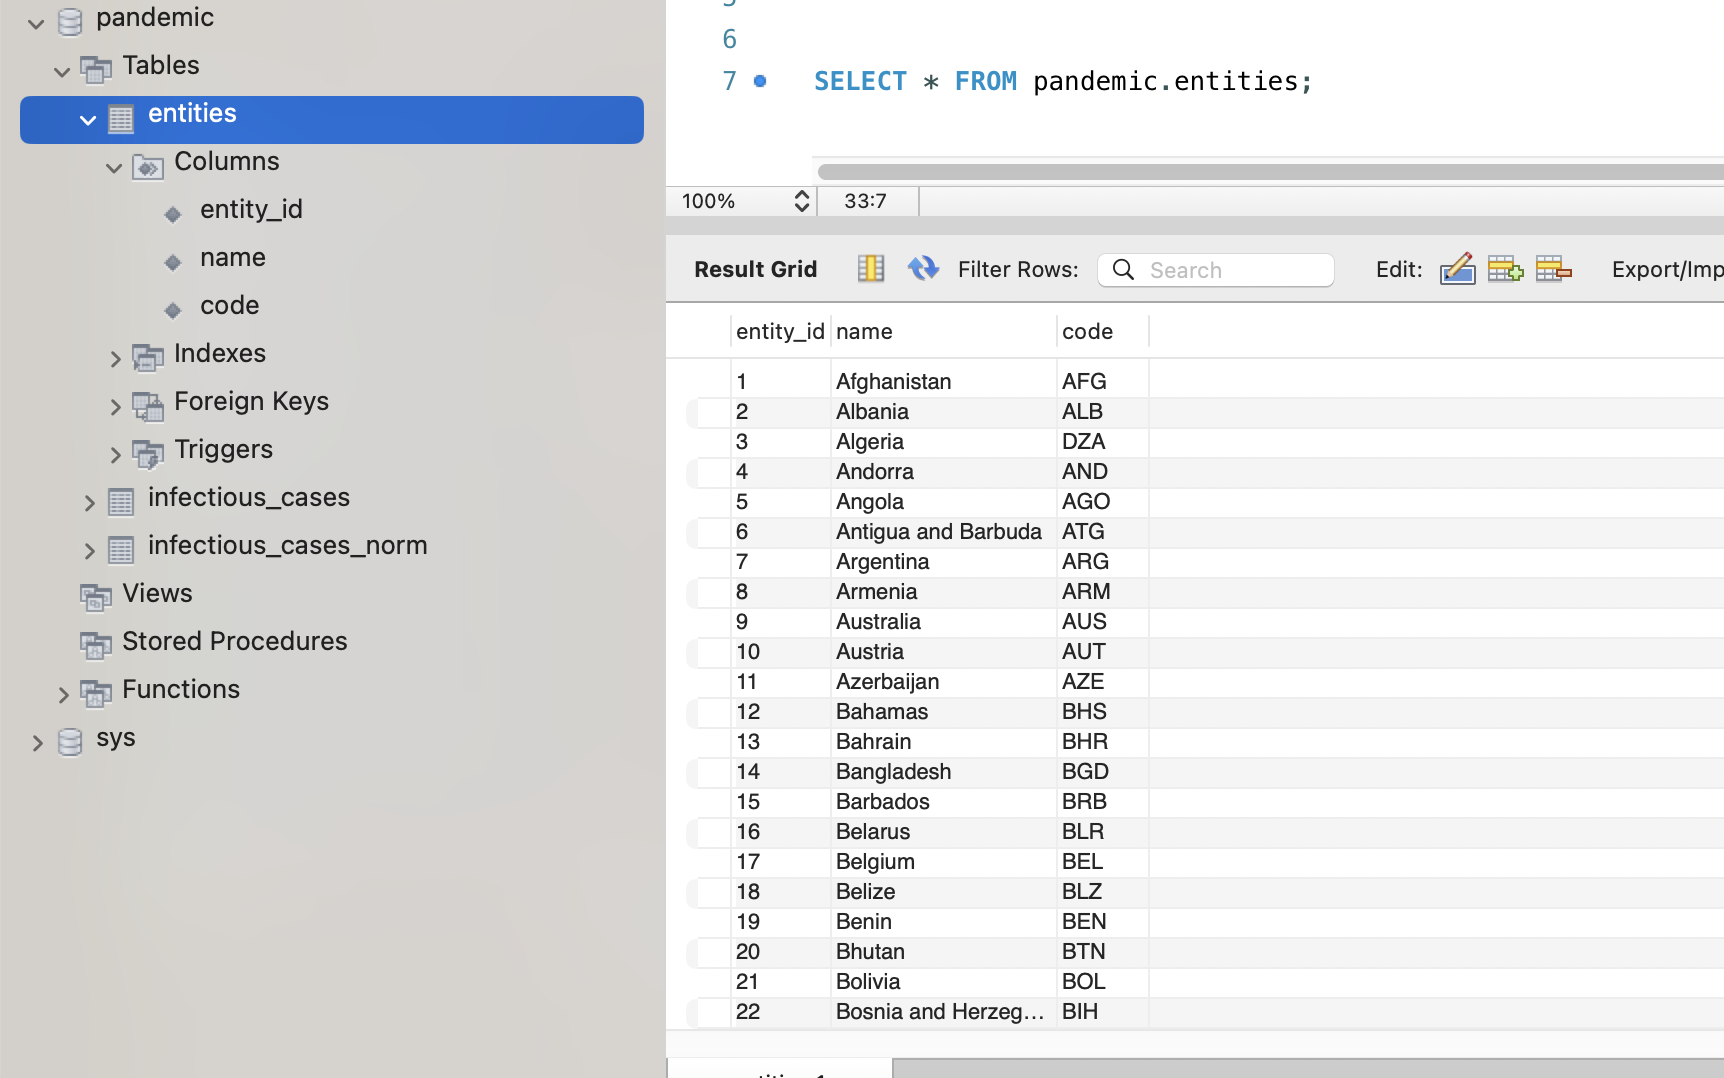 pandemic
Tables
entities
Columns
entity_id
name
code
Indexes
Foreign Keys
Triggers
infectious_cases
infectious_cases_norm
Views
Stored Procedures
Functions
sys
6
7 SELECT * FROM pandemic.entities;
100% 33:7
Result Grid Filter Rows: Search Edit: Export/Imp
entity_id name code
1 Afghanistan AFG
2 Albania ALB
3 Algeria DZA
4 Andorra AND
5 Angola AGO
6 Antigua and Barbuda ATG
7 Argentina ARG
8 Armenia ARM
9 Australia AUS
10 Austria AUT
11 Azerbaijan AZE
12 Bahamas BHS
13 Bahrain BHR
14 Bangladesh BGD
15 Barbados BRB
16 Belarus BLR
17 Belgium BEL
18 Belize BLZ
19 Benin BEN
20 Bhutan BTN
21 Bolivia BOL
22 Bosnia and Herzeg... BIH